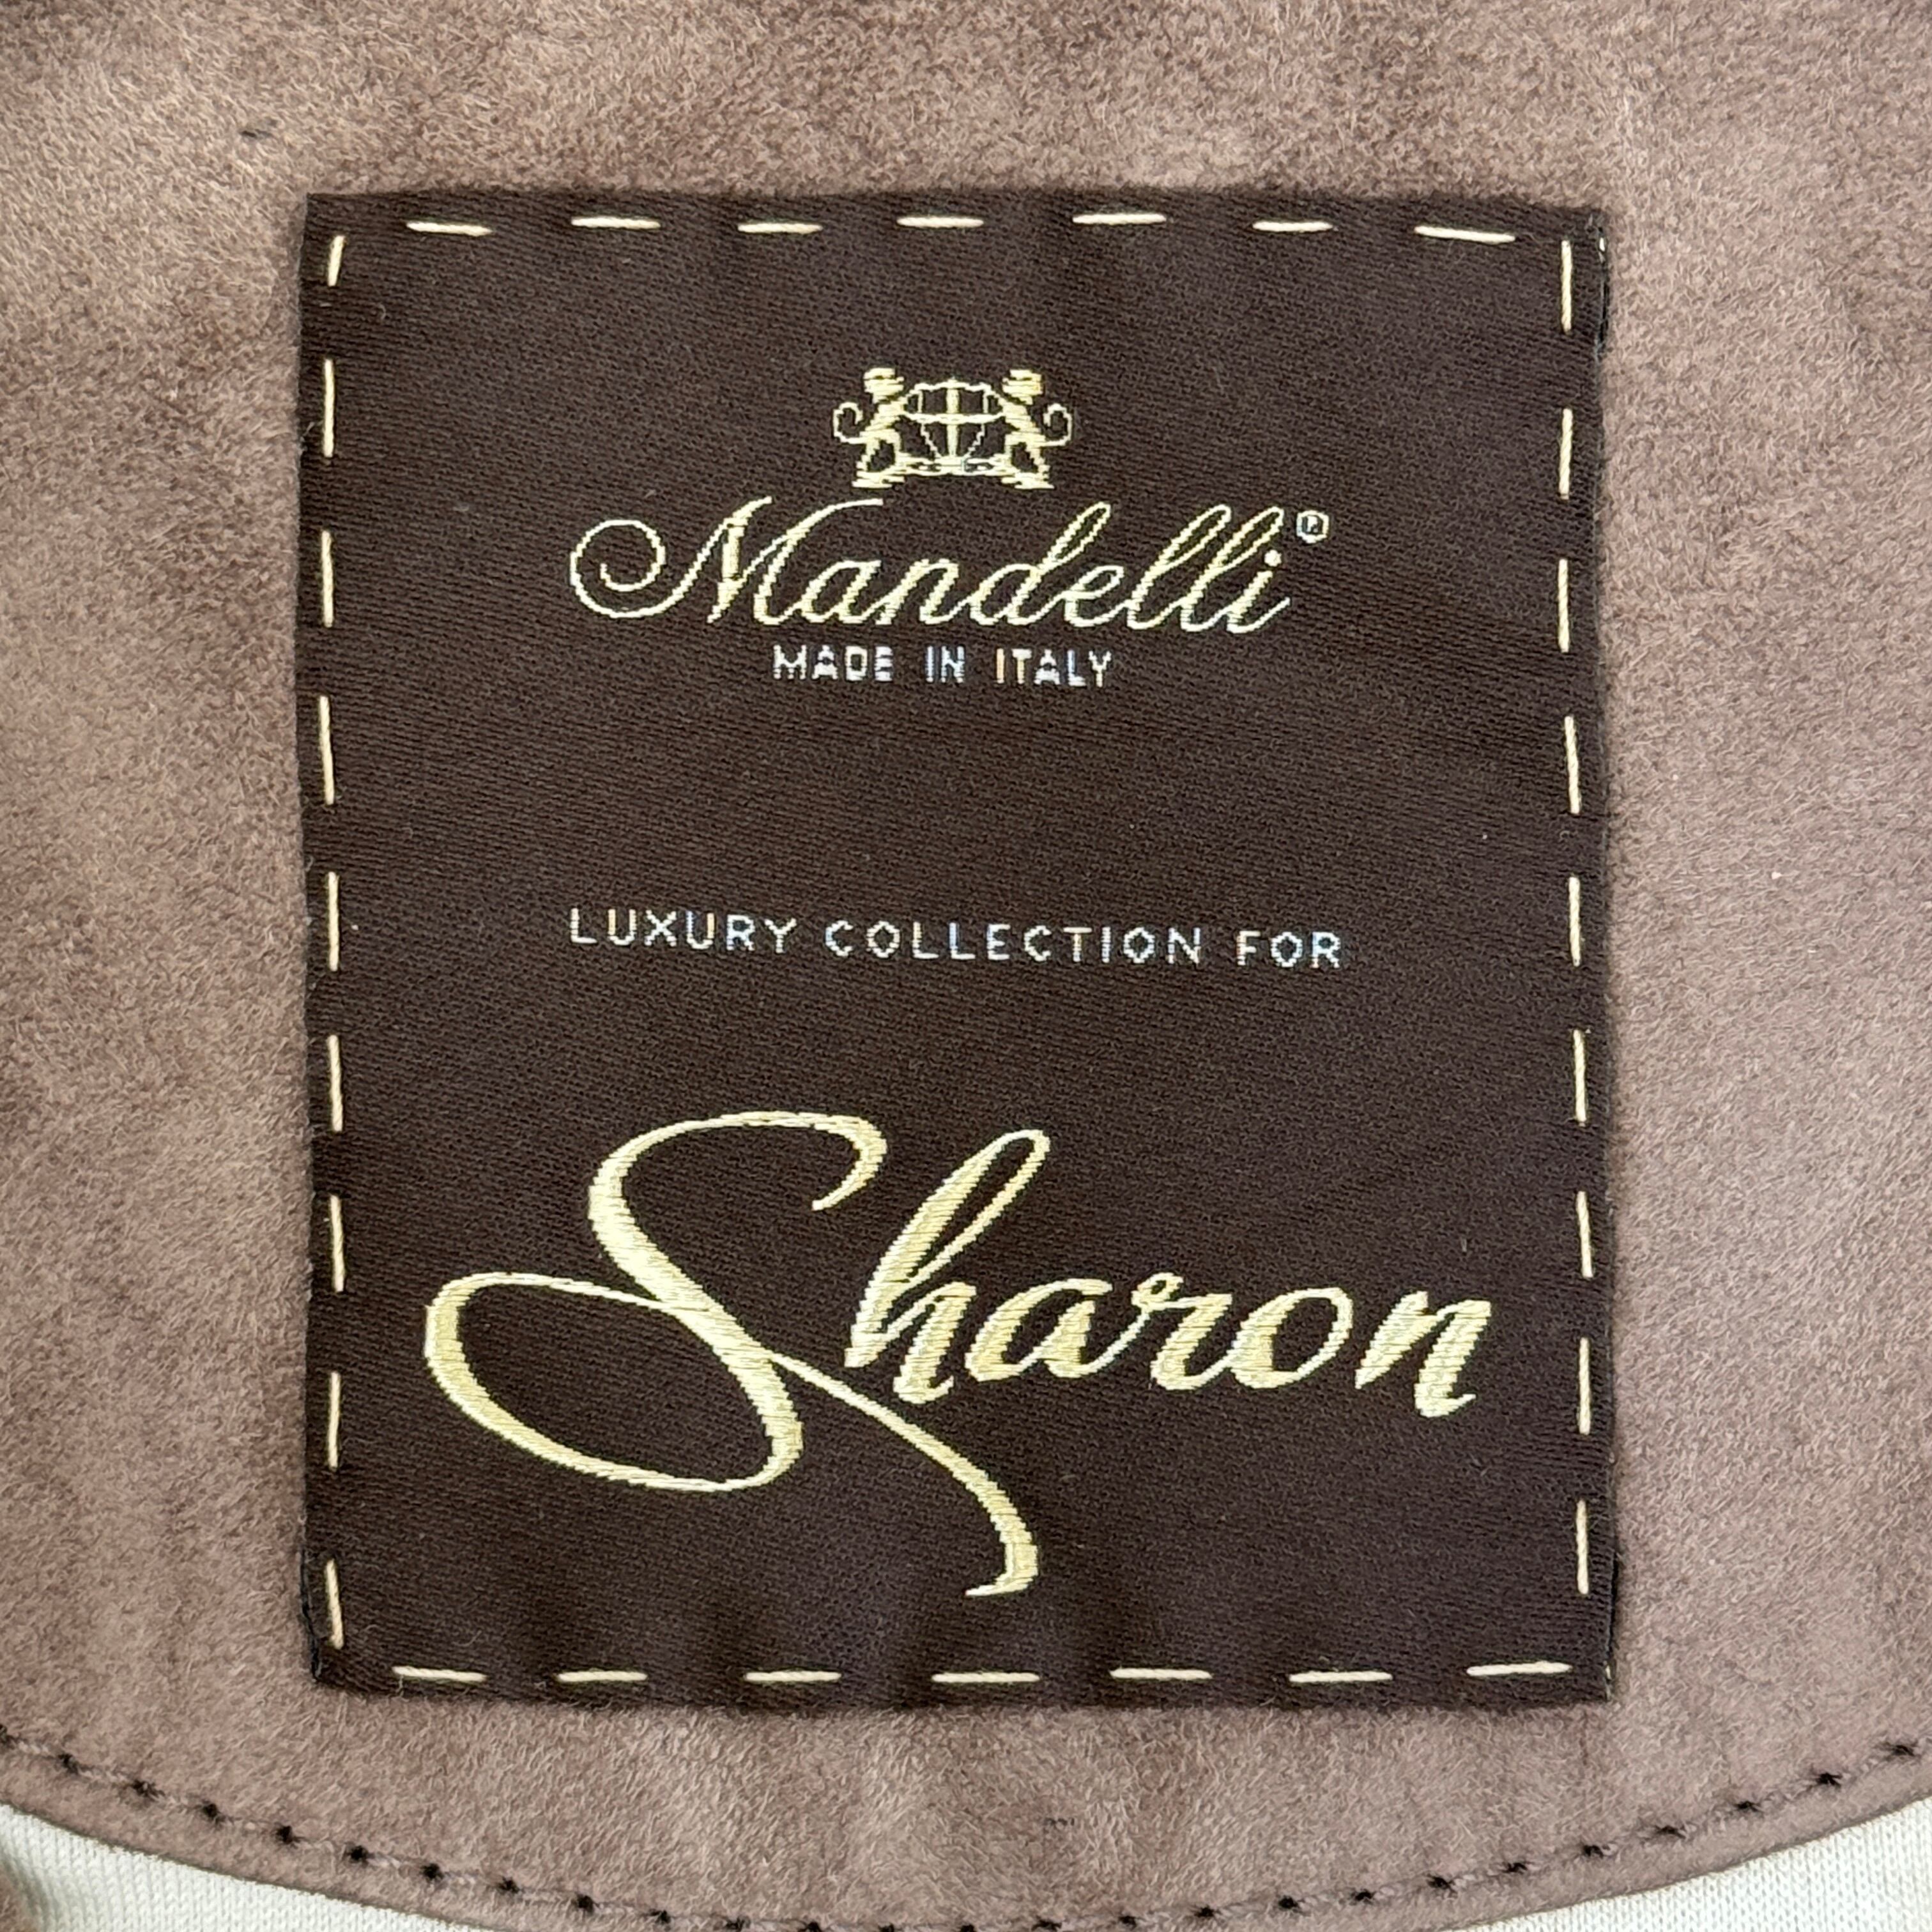 Mandelli®
MADE IN ITALY
LUXURY COLLECTION FOR
Sharon